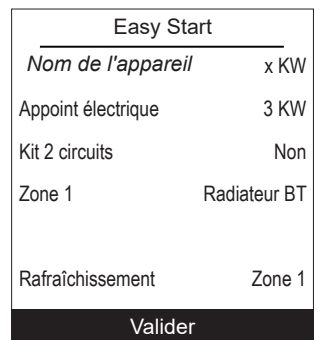 Easy Start
Nom de l'appareil x KW
Appoint électrique 3 KW
Kit 2 circuits Non
Zone 1 Radiateur BT
Rafraîchissement Zone 1
Valider